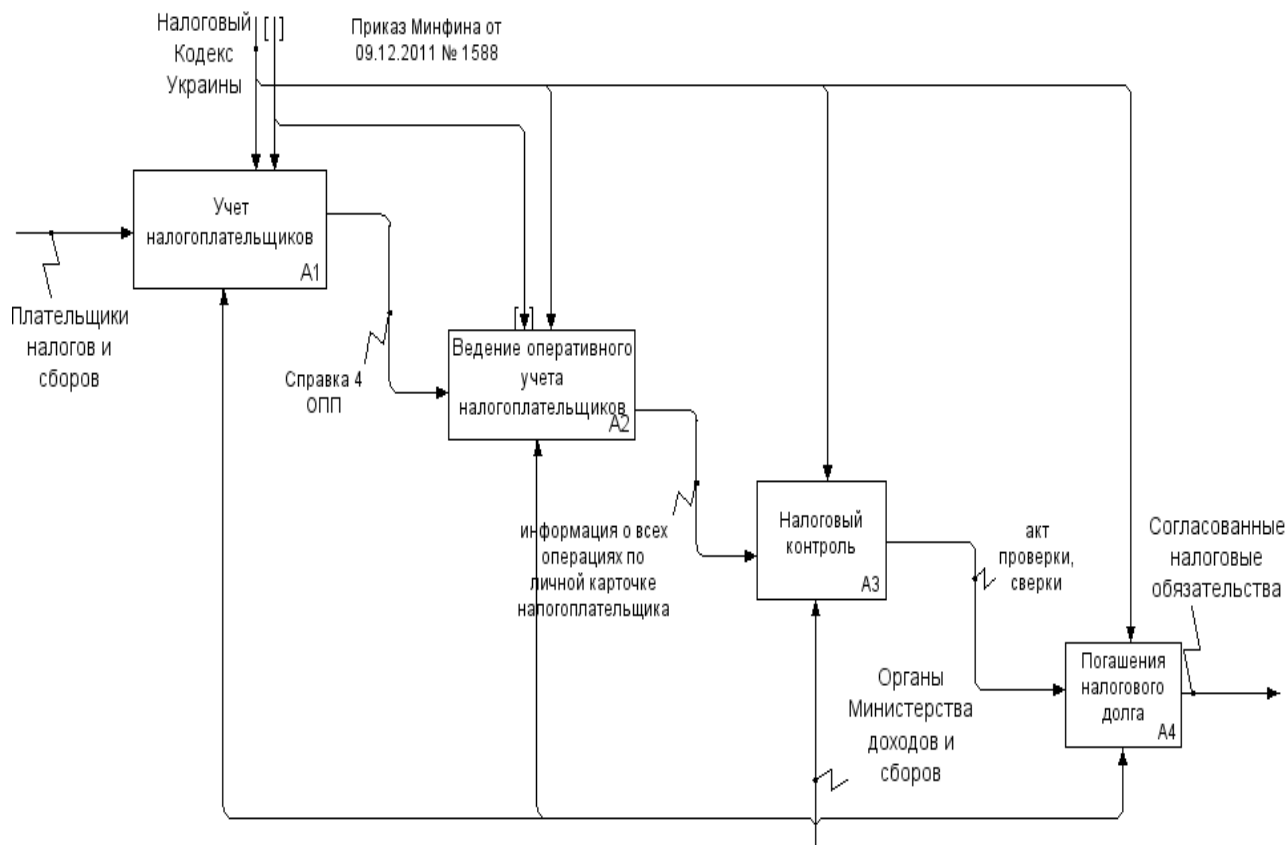 Налоговый
Кодекс
Украины
[ ]
Приказ Минфина от
09.12.2011 № 1588
Учет
налогоплательщиков
A1
Плательщики
налогов и
сборов
Справка 4
ОПП
[ ]
Ведение оперативного
учета
налогоплательщиков
A2
информация о всех
операциях по
личной карточке
налогоплательщика
Налоговый
контроль
A3
акт
проверки,
сверки
Согласованные
налоговые
обязательства
Органы
Министерства
доходов и
сборов
Погашения
налогового
долга
A4